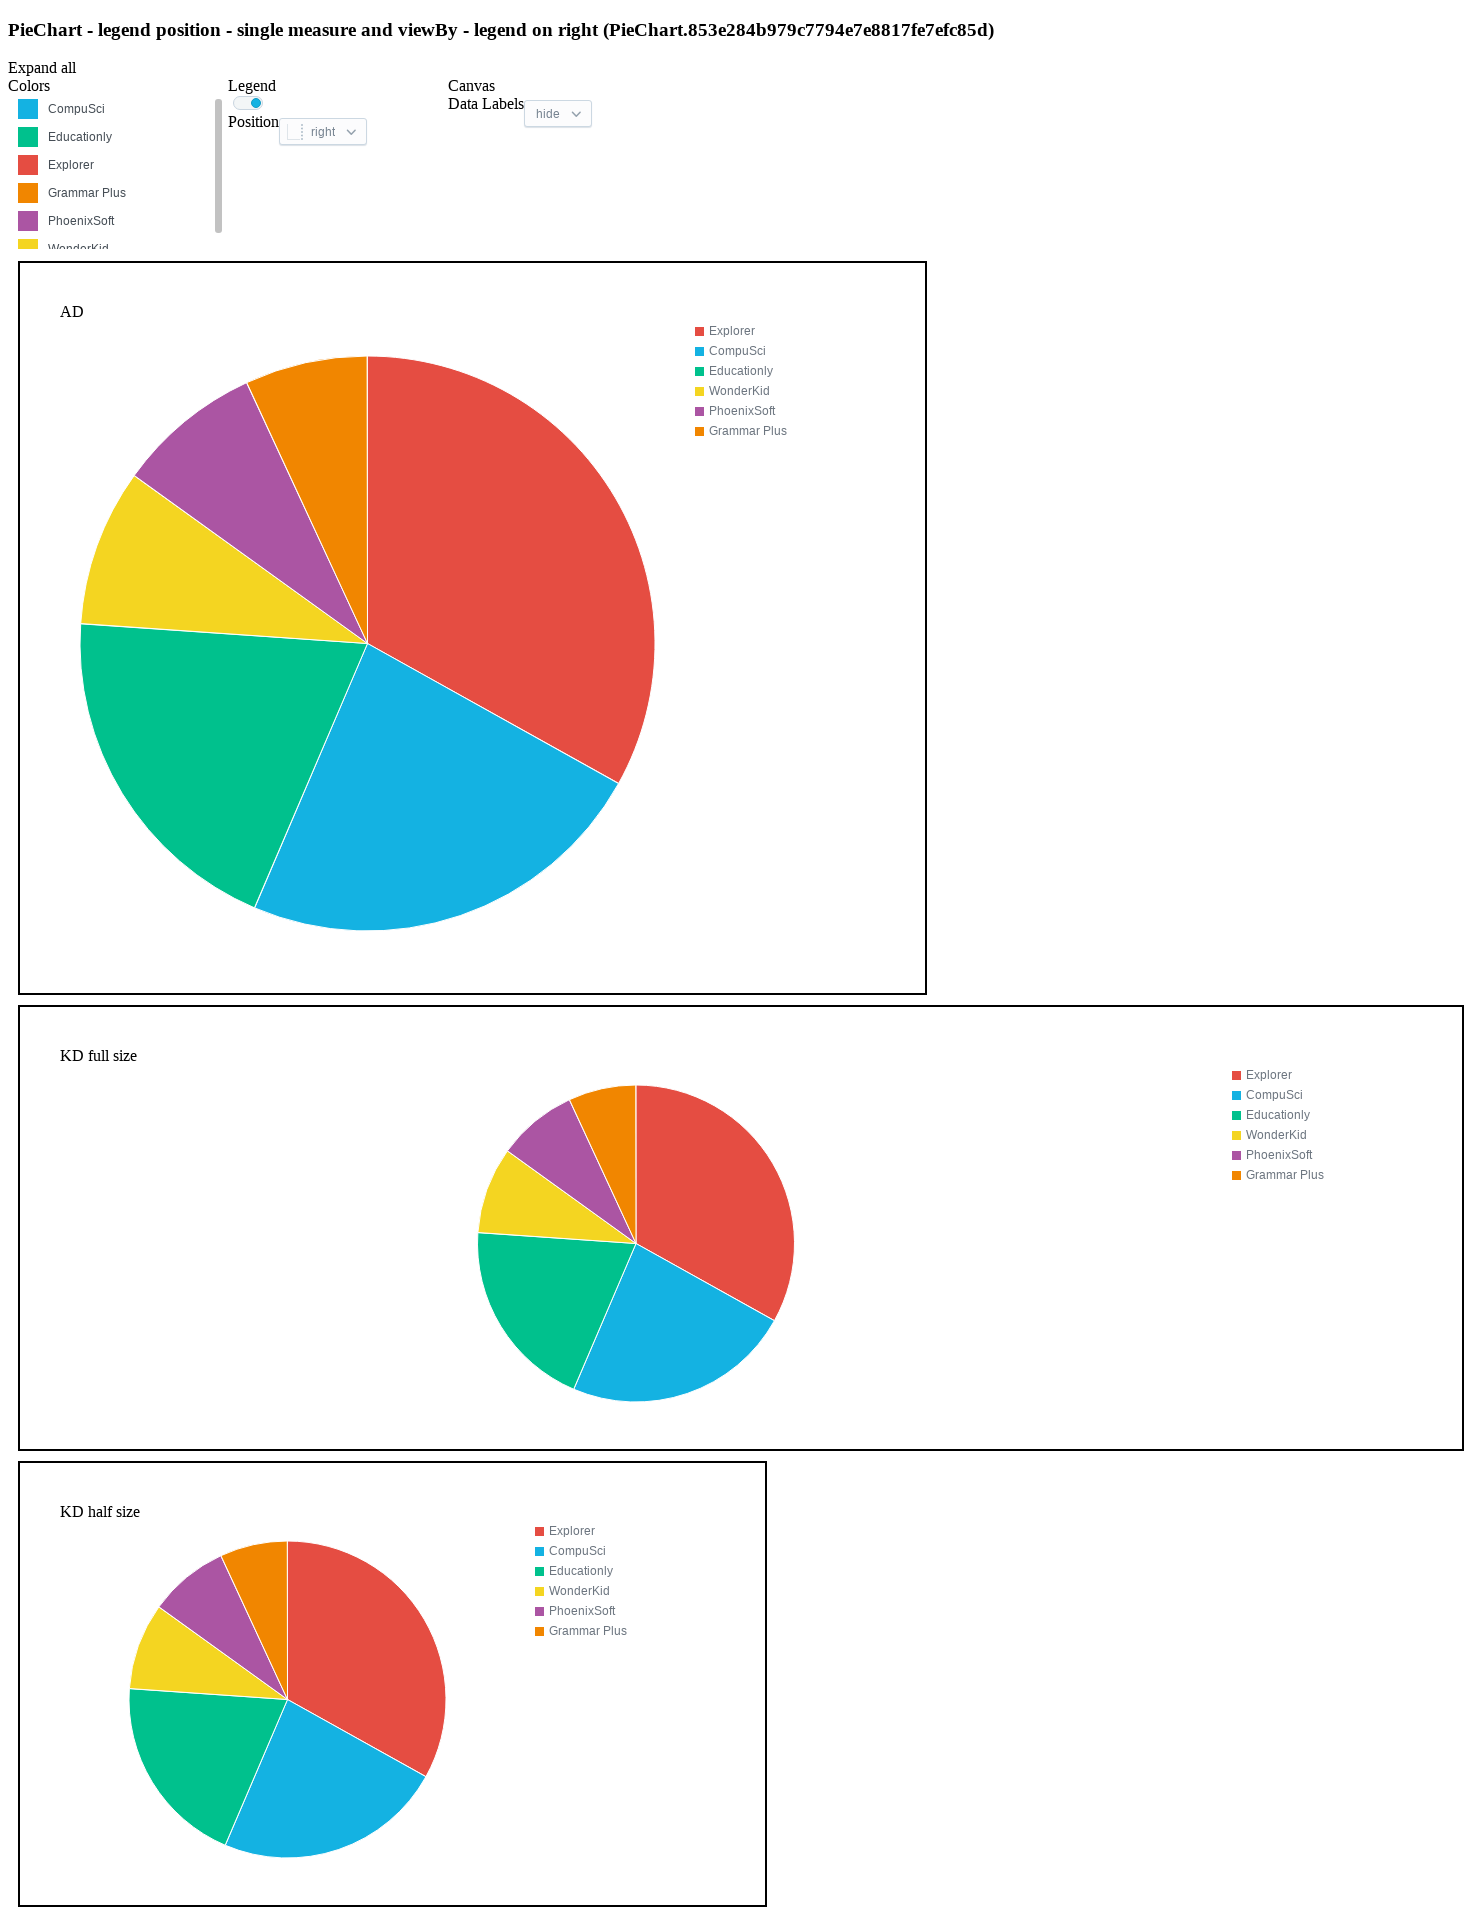 PieChart - legend position - single measure and viewBy - legend on right (PieChart.853e284b979c7794e7e8817fe7efc85d)
Expand all
Colors
CompuSci
Educationly
Explorer
Grammar Plus
PhoenixSoft
WonderKid
Legend
Position
right
Canvas
Data Labels
hide
AD
Explorer
CompuSci
Educationly
WonderKid
PhoenixSoft
Grammar Plus
KD full size
Explorer
CompuSci
Educationly
WonderKid
PhoenixSoft
Grammar Plus
KD half size
Explorer
CompuSci
Educationly
WonderKid
PhoenixSoft
Grammar Plus